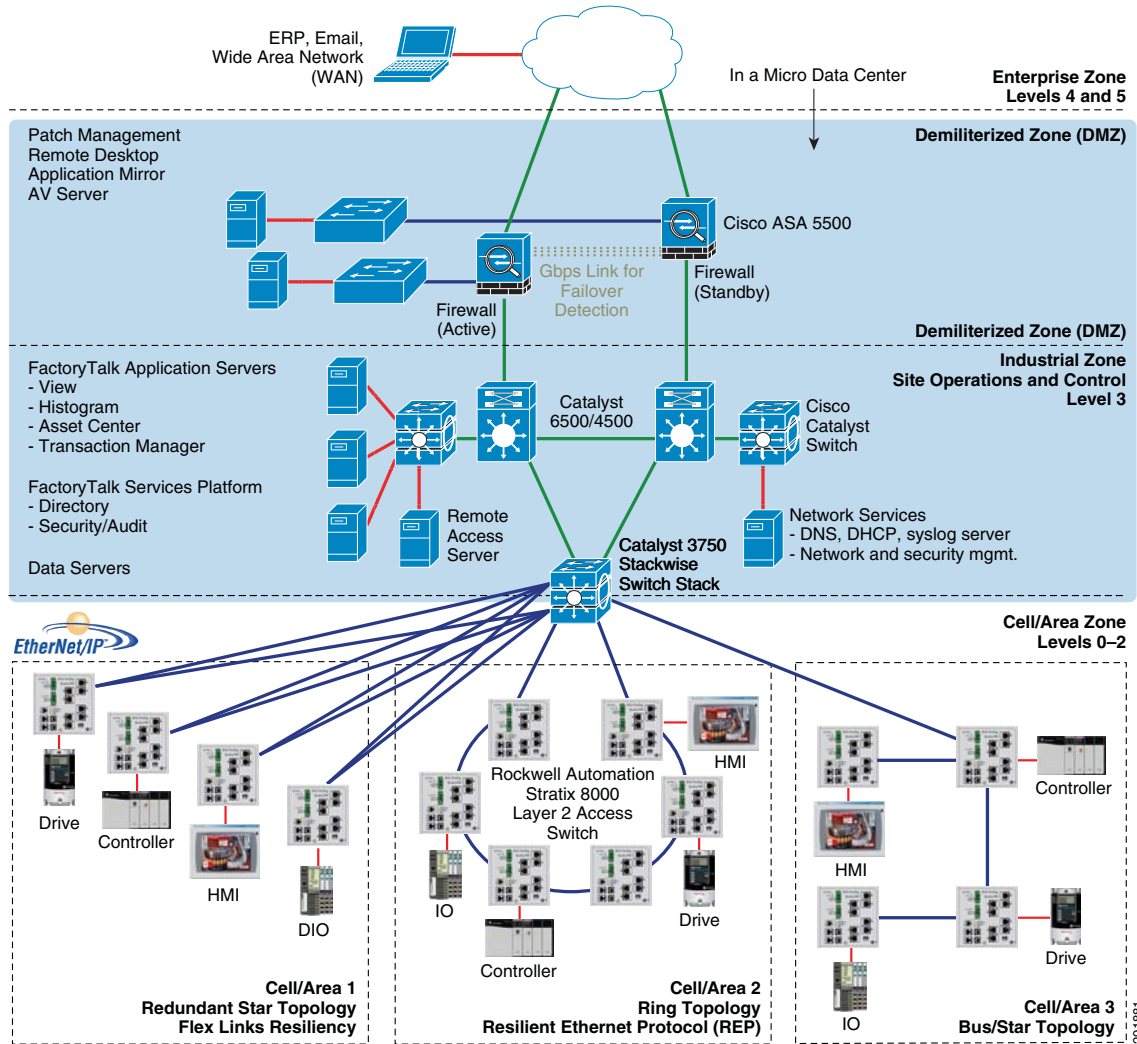 ERP, Email,
Wide Area Network
(WAN)
In a Micro Data Center
Enterprise Zone
Levels 4 and 5
Patch Management
Remote Desktop
Application Mirror
AV Server
Demiliterized Zone (DMZ)
Cisco ASA 5500
Gbps Link for
Failover
Detection
Firewall
(Standby)
Firewall
(Active)
Demiliterized Zone (DMZ)
Industrial Zone
Site Operations and Control
Level 3
FactoryTalk Application Servers
- View
- Histogram
- Asset Center
- Transaction Manager
FactoryTalk Services Platform
- Directory
- Security/Audit
Data Servers
Catalyst
6500/4500
Cisco
Catalyst
Switch
Remote
Access
Server
Network Services
- DNS, DHCP, syslog server
- Network and security mgmt.
Catalyst 3750
Stackwise
Switch Stack
EtherNet/IP
Cell/Area Zone
Levels 0–2
Drive
Controller
HMI
DIO
Cell/Area 1
Redundant Star Topology
Flex Links Resiliency
Rockwell Automation
Stratix 8000
Layer 2 Access
Switch
HMI
IO
Controller
Drive
Cell/Area 2
Ring Topology
Resilient Ethernet Protocol (REP)
Controller
HMI
Drive
IO
Cell/Area 3
Bus/Star Topology